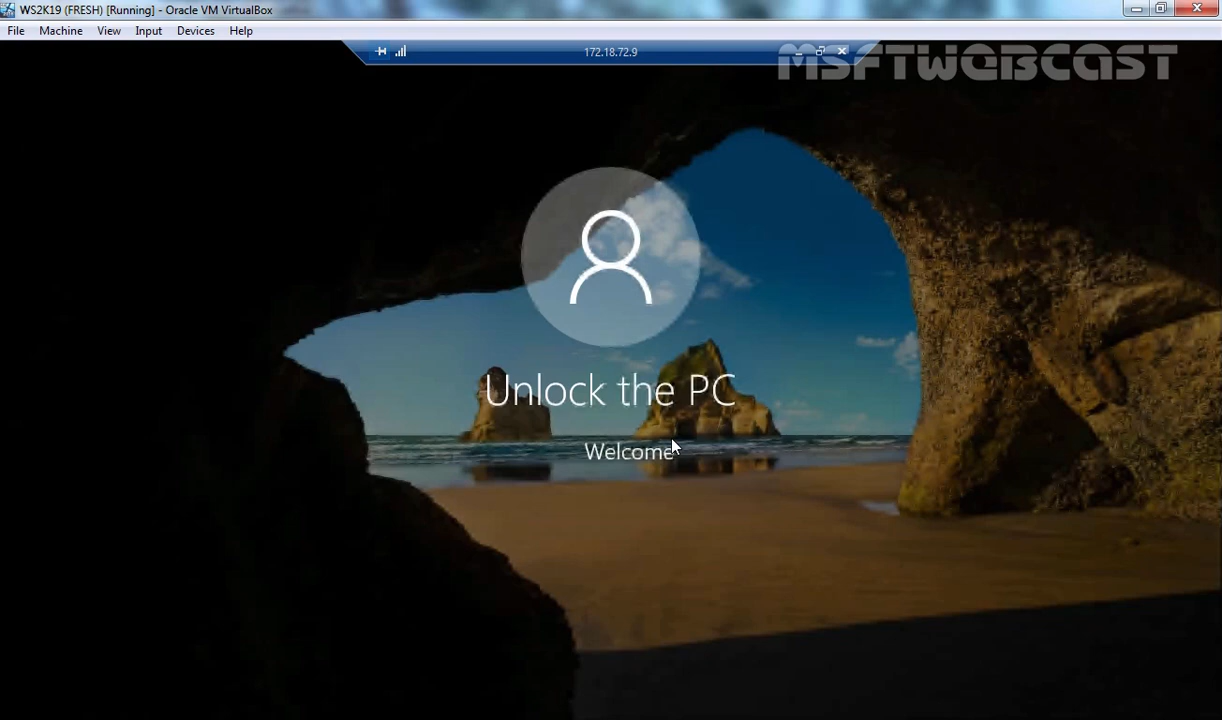 WS2K19 (FRESH) [Running] - Oracle VM VirtualBox
File Machine View Input Devices Help
172.18.72.9
MSFTWEBCAST
Unlock the PC
Welcome